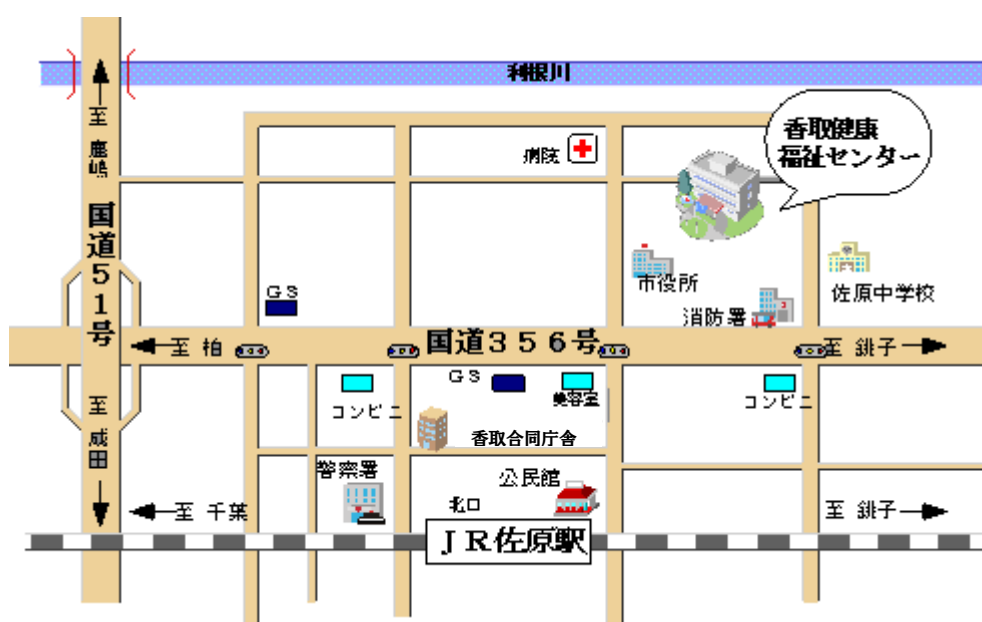 利根川
香取健康
福祉センター
病院
至 鹿嶋
国道51号
市役所
佐原中学校
GS
消防署
至 柏
国道356号
至 銚子
GS
美容室
コンビニ
コンビニ
至 成田
香取合同庁舎
警察署
公民館
至 千葉
北口
至 銚子
JR佐原駅